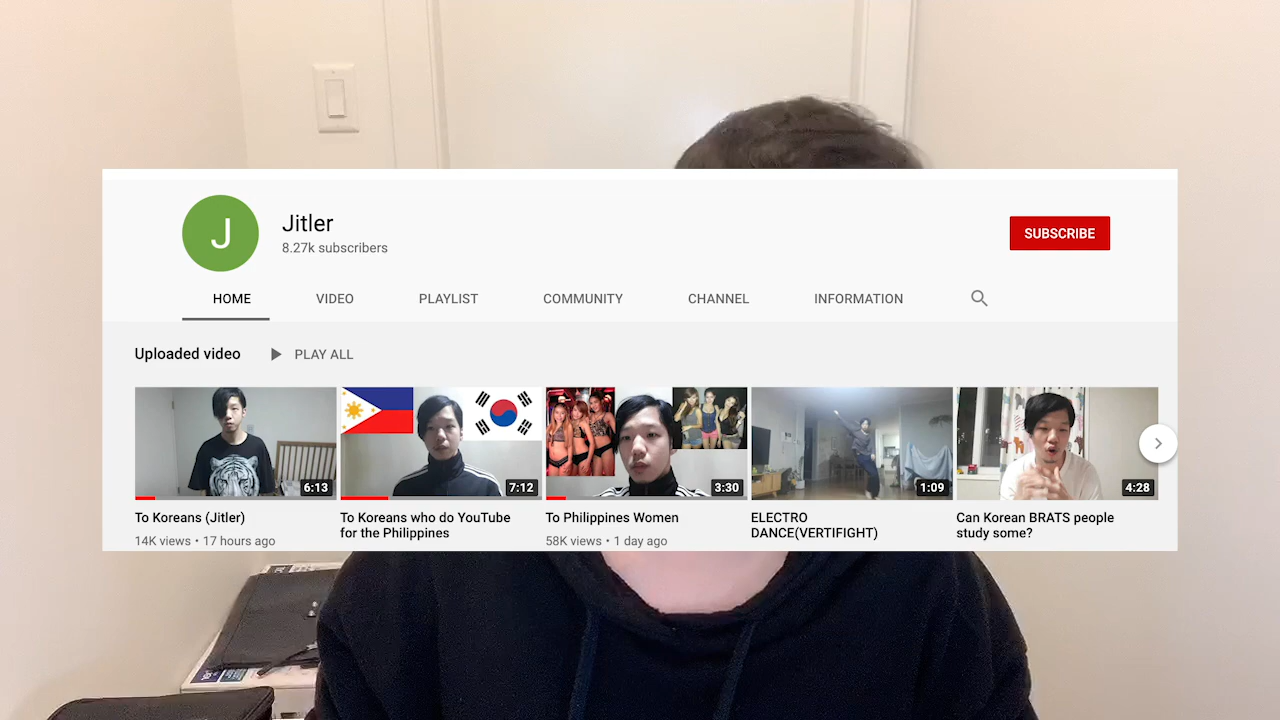 J
Jitler
8.27k subscribers
SUBSCRIBE
HOME VIDEO PLAYLIST COMMUNITY CHANNEL INFORMATION
Uploaded video PLAY ALL
6:13 7:12 3:30 1:09 4:28
To Koreans (Jitler)
14K views • 17 hours ago
To Koreans who do YouTube
for the Philippines
To Philippines Women
58K views • 1 day ago
ELECTRO
DANCE(VERTIFIGHT)
Can Korean BRATS people
study some?